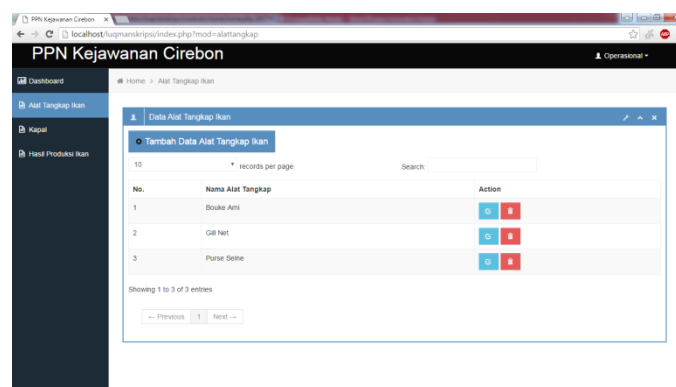 PPN Kejawanan Cirebon
localhost/luqmanskripsi/index.php?mod=alattangkap
ABP
PPN Kejawanan Cirebon
Operasional
Dashboard
Home > Alat Tangkap Ikan
Alat Tangkap Ikan
Kapal
Hasil Produksi Ikan
Data Alat Tangkap Ikan
Tambah Data Alat Tangkap Ikan
10 records per page Search:
No. Nama Alat Tangkap Action
1 Bouke Ami
2 Gill Net
3 Purse Seine
Showing 1 to 3 of 3 entries
← Previous 1 Next →